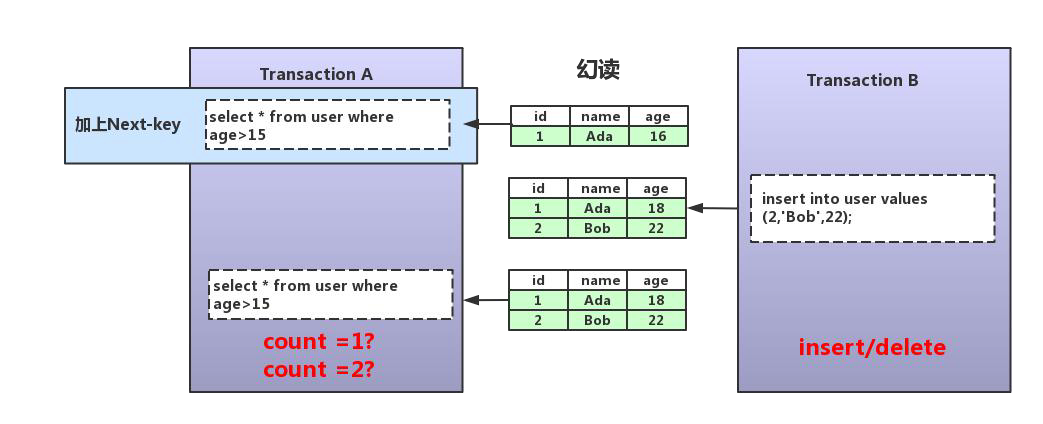 幻读
Transaction A
Transaction B
加上Next-key
select * from user where
age>15
id name age
1 Ada 16
id name age
1 Ada 18
2 Bob 22
insert into user values
(2,'Bob',22);
select * from user where
age>15
id name age
1 Ada 18
2 Bob 22
count =1?
count =2?
insert/delete